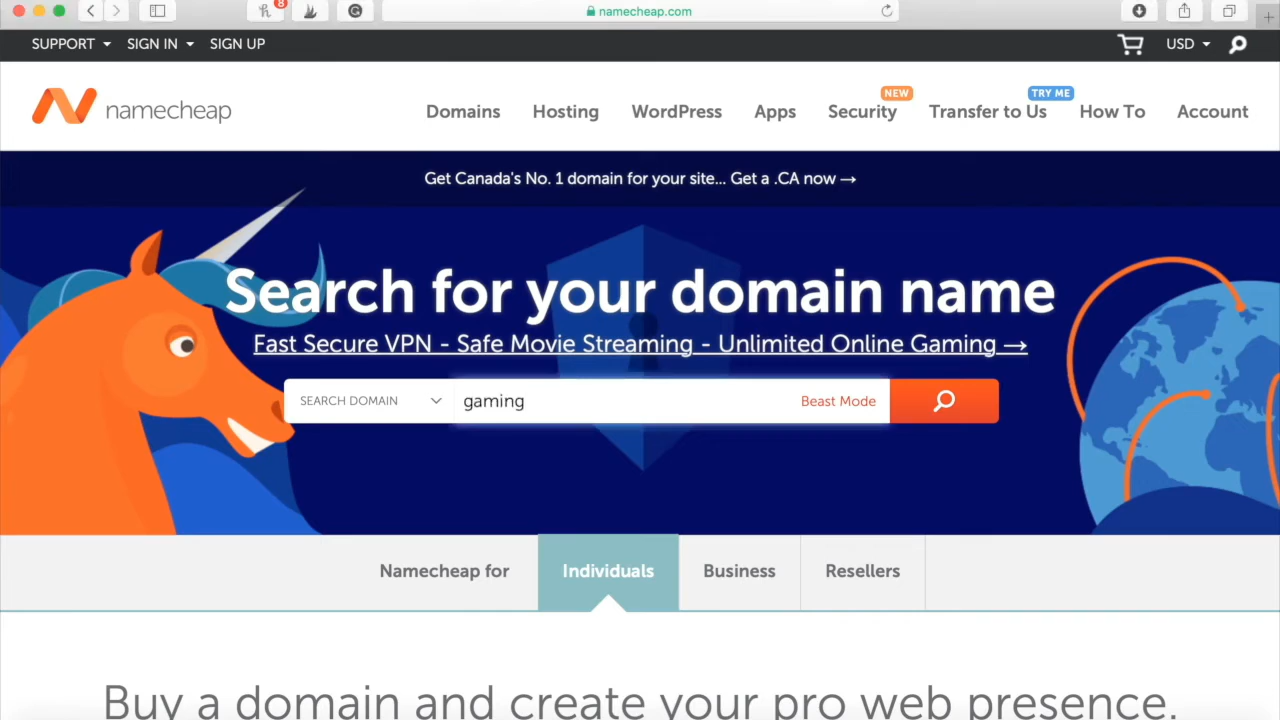 8
namecheap.com
SUPPORT SIGN IN SIGN UP USD
NEW TRY ME
namecheap Domains Hosting WordPress Apps Security Transfer to Us How To Account
Get Canada's No. 1 domain for your site... Get a .CA now →
Search for your domain name
Fast Secure VPN - Safe Movie Streaming - Unlimited Online Gaming →
SEARCH DOMAIN gaming Beast Mode
Namecheap for Individuals Business Resellers
Buy a domain and create your pro web presence.